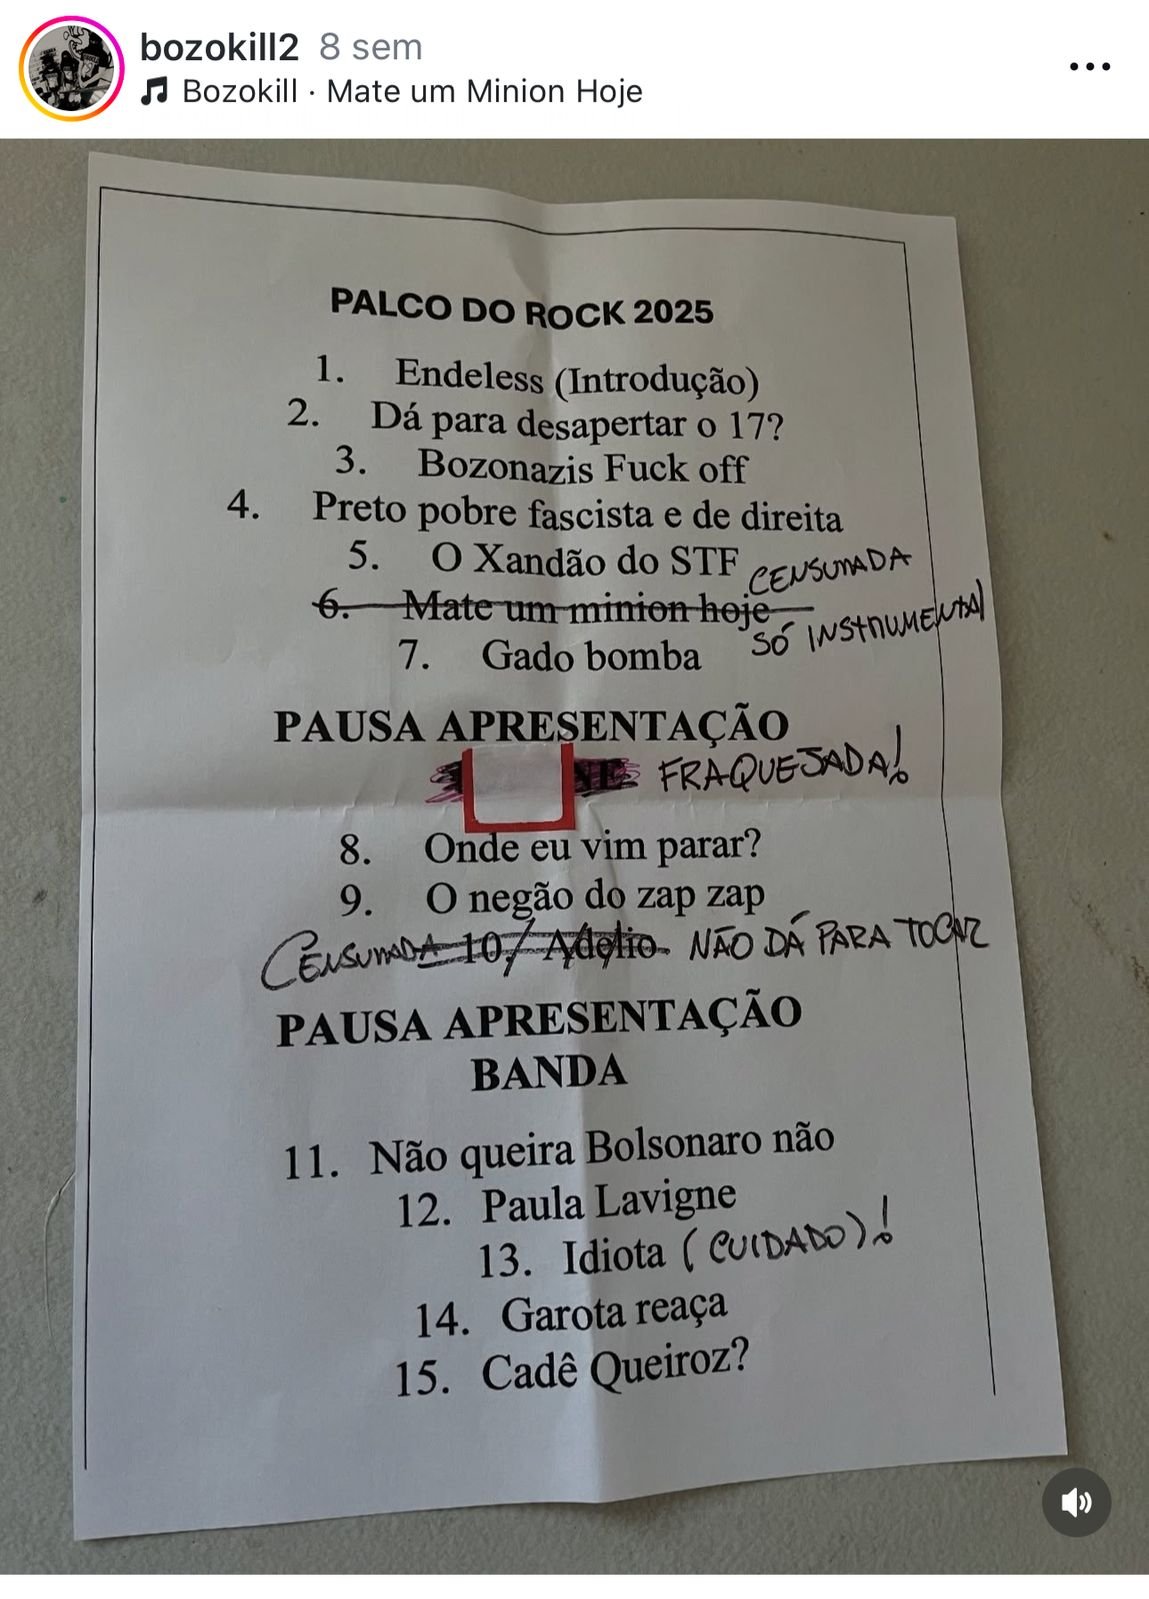 bozokill2 8 sem
Bozokill · Mate um Minion Hoje
PALCO DO ROCK 2025
1. Endeless (Introdução)
2. Dá para desapertar o 17?
3. Bozonazis Fuck off
4. Preto pobre fascista e de direita
5. O Xandão do STF CENSURADA
6. Mate um minion hoje
SÓ INSTRUMENTAL
7. Gado bomba
PAUSA APRESENTAÇÃO
FRAQUEJADA!
8. Onde eu vim parar?
9. O negão do zap zap
CENSURADA 10. Adelio NÃO DÁ PARA TOCAR
PAUSA APRESENTAÇÃO
BANDA
11. Não queira Bolsonaro não
12. Paula Lavigne
13. Idiota (CUIDADO)!
14. Garota reaça
15. Cadê Queiroz?